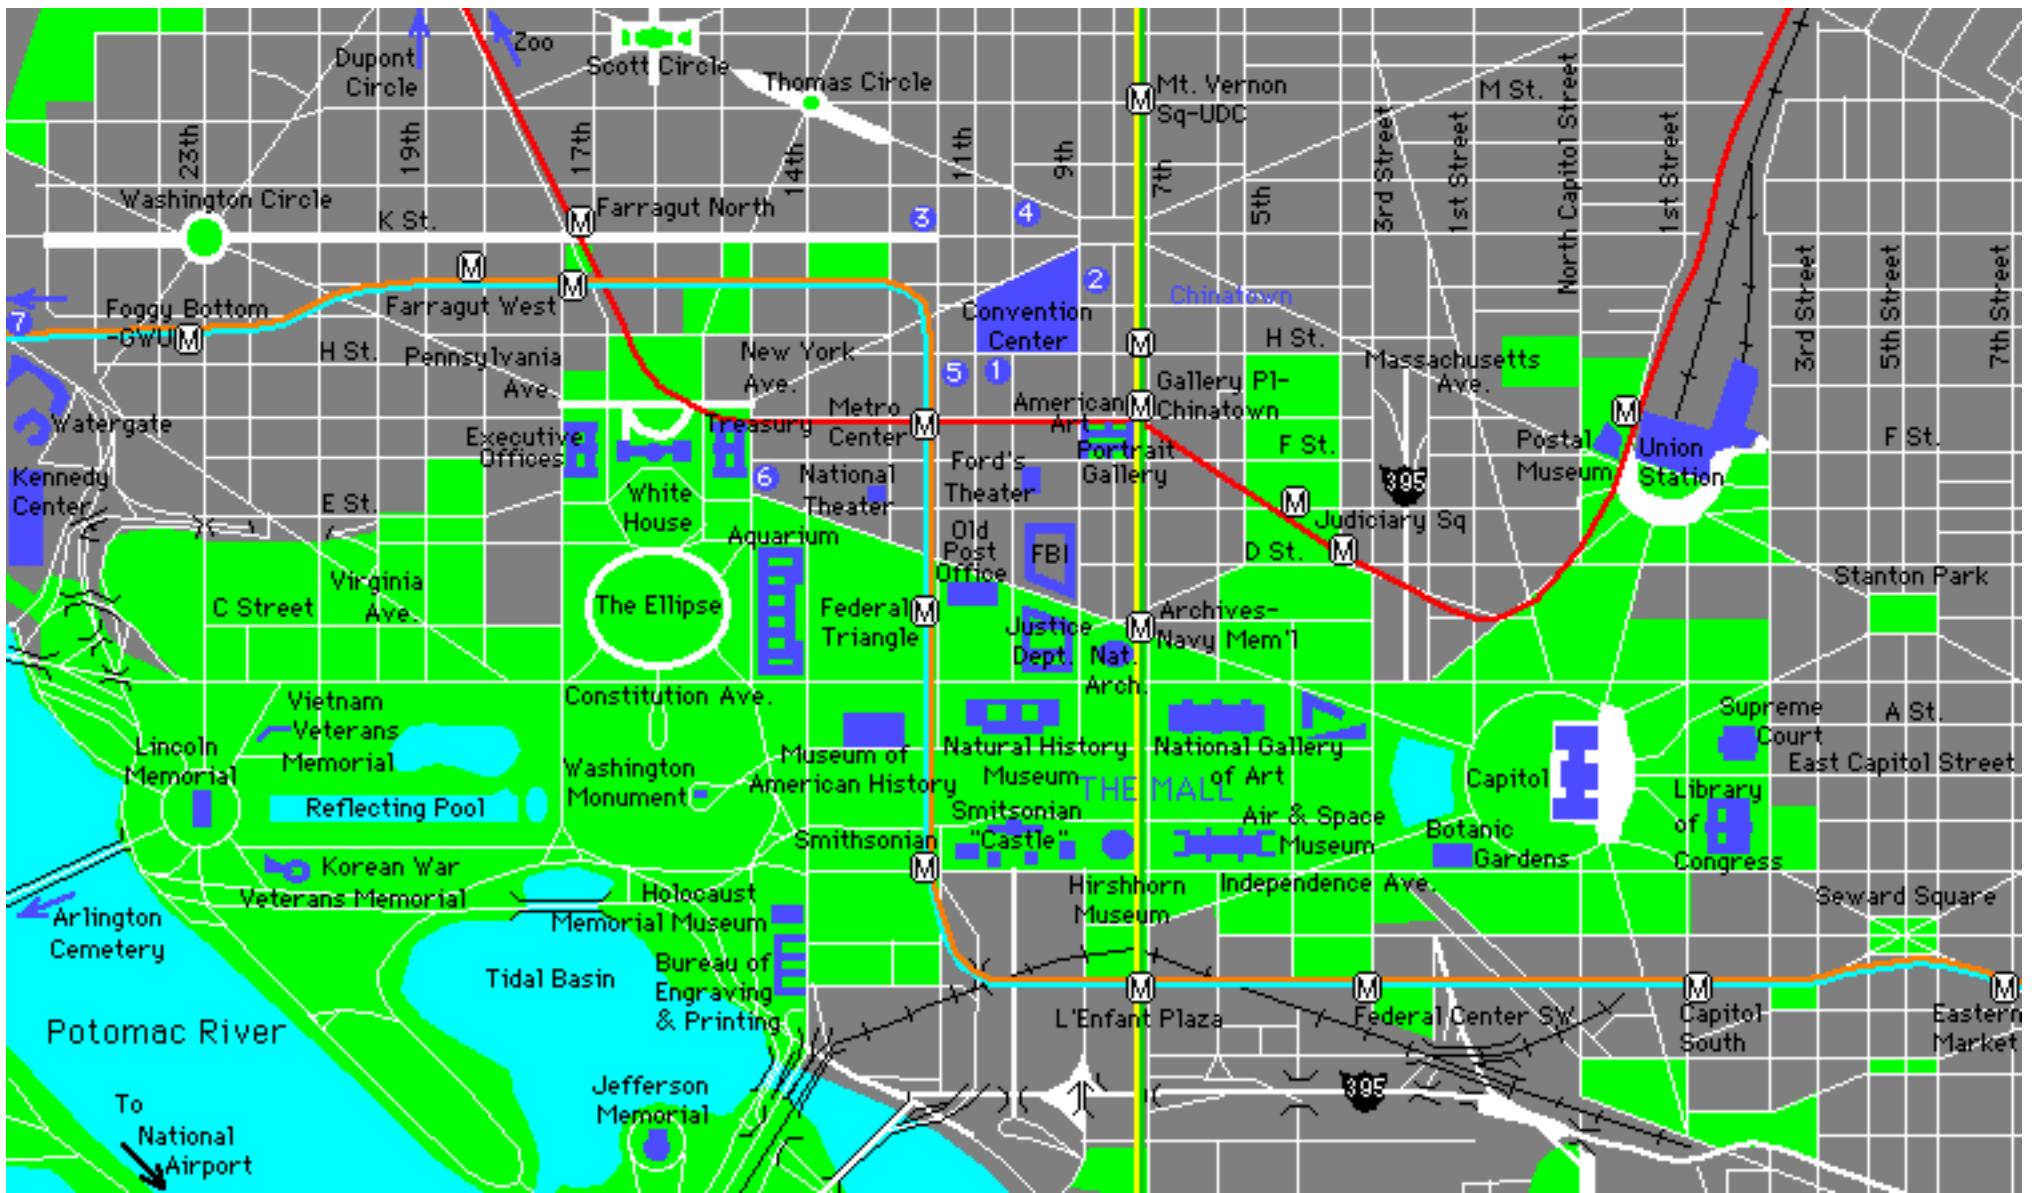 Zoo
Dupont
Circle
Scott Circle
Thomas Circle
M
Mt. Vernon
Sq-UDC
M St.
23th
19th
17th
14th
11th
9th
7th
5th
3rd Street
1st Street
North Capitol Street
1st Street
Washington Circle
K St.
M
Farragut North
3
4
M
M
Farragut West
Foggy Bottom
-GWU
M
7
2
Chinatown
Convention
Center
M
H St.
3rd Street
5th Street
7th Street
H St.
Pennsylvania
Ave.
New York
Ave.
5
1
Massachusetts
Ave.
Gallery Pl-
Chinatown
M
Watergate
Metro
Center
M
American
Art
Portrait
Gallery
Treasury
Executive
Offices
F St.
M
Postal
Museum
Union
Station
F St.
Kennedy
Center
E St.
White
House
6
National
Theater
Ford's
Theater
395
M
Judiciary Sq
M
D St.
Aquarium
Old
Post
Office
FBI
Stanton Park
Virginia
Ave.
C Street
The Ellipse
Federal
Triangle
M
Justice
Dept.
Nat.
Arch.
M
Archives-
Navy Mem'l
Constitution Ave.
Vietnam
Veterans
Memorial
Lincoln
Memorial
Reflecting Pool
Washington
Monument
Museum of
American History
Natural History
Museum
National Gallery
of Art
THE MALL
Capitol
Supreme
Court
A St.
East Capitol Street
Library
of
Congress
Smitsonian
"Castle"
Smithsonian
M
Air & Space
Museum
Botanic
Gardens
Korean War
Veterans Memorial
Holocaust
Memorial Museum
Hirshhorn
Museum
Independence Ave.
Seward Square
Arlington
Cemetery
Tidal Basin
Bureau of
Engraving
& Printing
M
L'Enfant Plaza
M
Federal Center SW
M
Capitol
South
M
Eastern
Market
Potomac River
Jefferson
Memorial
395
To
National
Airport